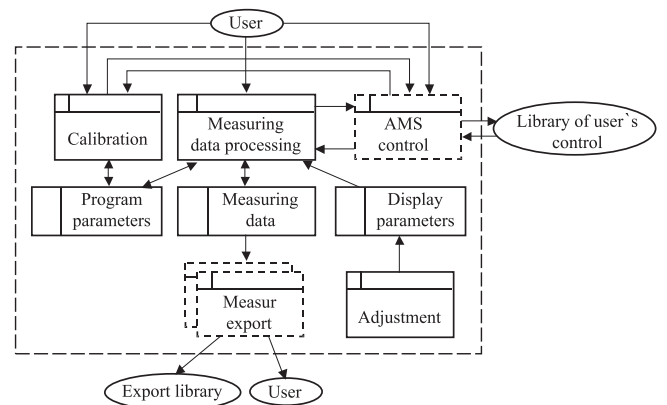 User
Calibration
Measuring
data processing
AMS
control
Library of user`s
control
Program
parameters
Measuring
data
Display
parameters
Measur
export
Adjustment
Export library
User